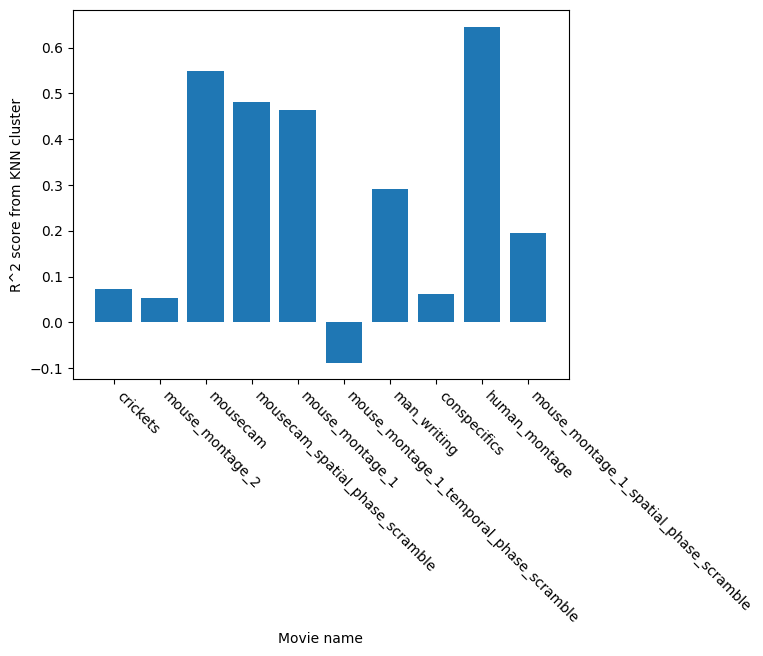 R^2 score from KNN cluster
0.6
0.5
0.4
0.3
0.2
0.1
0.0
−0.1
crickets
mouse_montage_2
mousecam
mousecam_spatial_phase_scramble
mouse_montage_1
mouse_montage_1_temporal_phase_scramble
man_writing
conspecifics
human_montage
mouse_montage_1_spatial_phase_scramble
Movie name